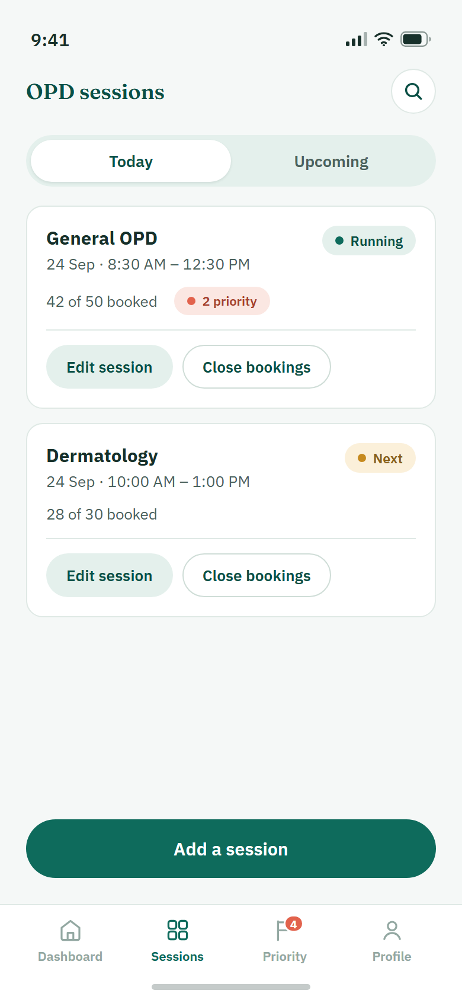 9:41
OPD sessions
Today
Upcoming
General OPD
Running
24 Sep · 8:30 AM – 12:30 PM
42 of 50 booked
2 priority
Edit session
Close bookings
Dermatology
Next
24 Sep · 10:00 AM – 1:00 PM
28 of 30 booked
Edit session
Close bookings
Add a session
4
Dashboard
Sessions
Priority
Profile